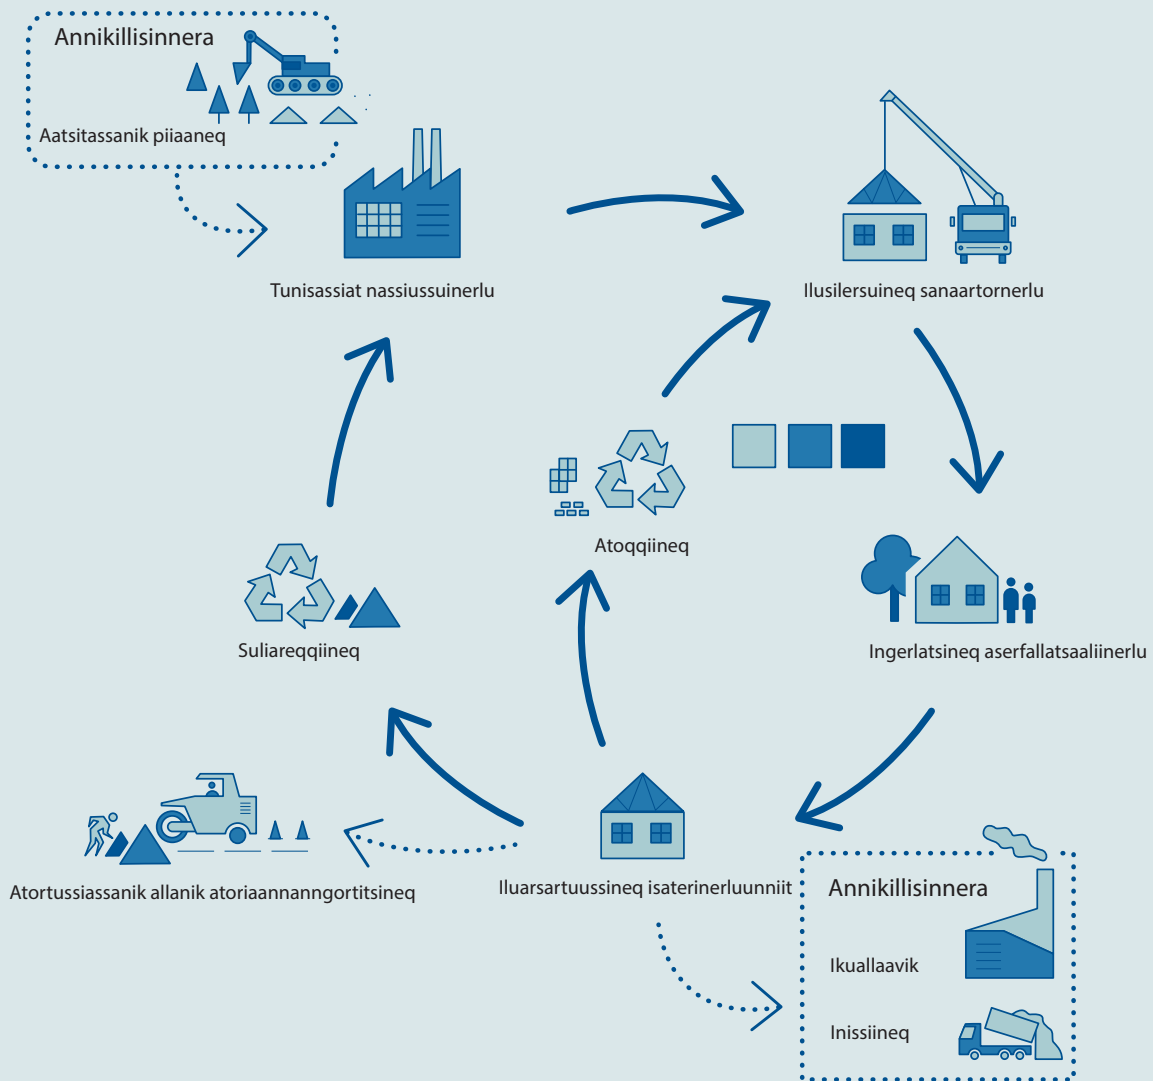 Annikillisinnera
Aatsitassanik piiaaneq
Tunisassiat nassiussuinerlu
Ilusilersuineq sanaartornerlu
Atoqqiineq
Suliareqqiineq
Ingerlatsineq aserfallatsaaliinerlu
Atortussiassanik allanik atoriaannanngortitsineq
Iluarsartuussineq isaterinerluunniit
Annikillisinnera
Ikuallaavik
Inissiineq